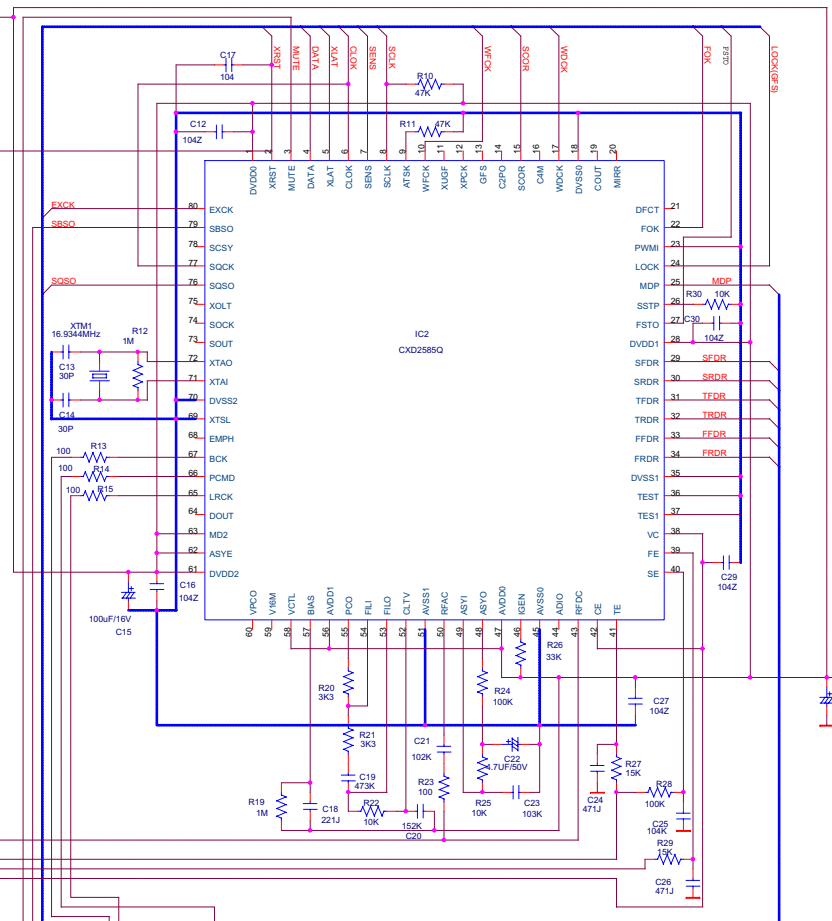 C17
104
XRST
MUTE
DATA
XLAT
CLOK
SENS
SCLK
WFCK
SCOR
WDCK
FOK
FSTO
LOCK(GFS)
R10
47K
C12
104Z
R11
47K
1
2
3
4
5
6
7
8
9
10
11
12
13
14
15
16
17
18
19
20
DVDD0
XRST
MUTE
DATA
XLAT
CLOK
SENS
SCLK
ATSK
WFCK
XUGF
XPCK
GFS
C2PO
SCOR
C4M
WDCK
DVSS0
COUT
MIRR
EXCK
80
EXCK
DFCT
21
SBSO
79
SBSO
FOK
22
78
SCSY
PWMI
23
77
SQCK
LOCK
24
SQSO
76
SQSO
MDP
25
MDP
75
XOLT
SSTP
26
R30
10K
74
SOCK
FSTO
27
C30
104Z
73
SOUT
DVDD1
28
72
XTAO
SFDR
29
SFDR
71
XTAI
SRDR
30
SRDR
70
DVSS2
TFDR
31
TFDR
69
XTSL
TRDR
32
TRDR
68
EMPH
FFDR
33
FFDR
67
BCK
FRDR
34
FRDR
66
PCMD
DVSS1
35
65
LRCK
TEST
36
64
DOUT
TES1
37
63
MD2
VC
38
62
ASYE
FE
39
61
DVDD2
SE
40
IC2
CXD2585Q
XTM1
16.9344MHz
R12
1M
C13
30P
C14
30P
100
R13
100
R14
100
R15
C16
104Z
100uF/16V
C15
C29
104Z
VPCO
V16M
VCTL
BIAS
AVDD1
PCO
FILI
FILO
CLTV
AVSS1
RFAC
ASYI
ASYO
AVDD0
IGEN
AVSS0
ADIO
RFDC
CE
TE
60
59
58
57
56
55
54
53
52
51
50
49
48
47
46
45
44
43
42
41
R26
33K
R20
3K3
R24
100K
C27
104Z
R21
3K3
C21
102K
C22
4.7UF/50V
R27
15K
C19
473K
R23
100
R28
100K
R19
1M
C18
221J
R22
10K
152K
C20
R25
10K
C23
103K
C24
471J
C25
104K
R29
15K
C26
471J